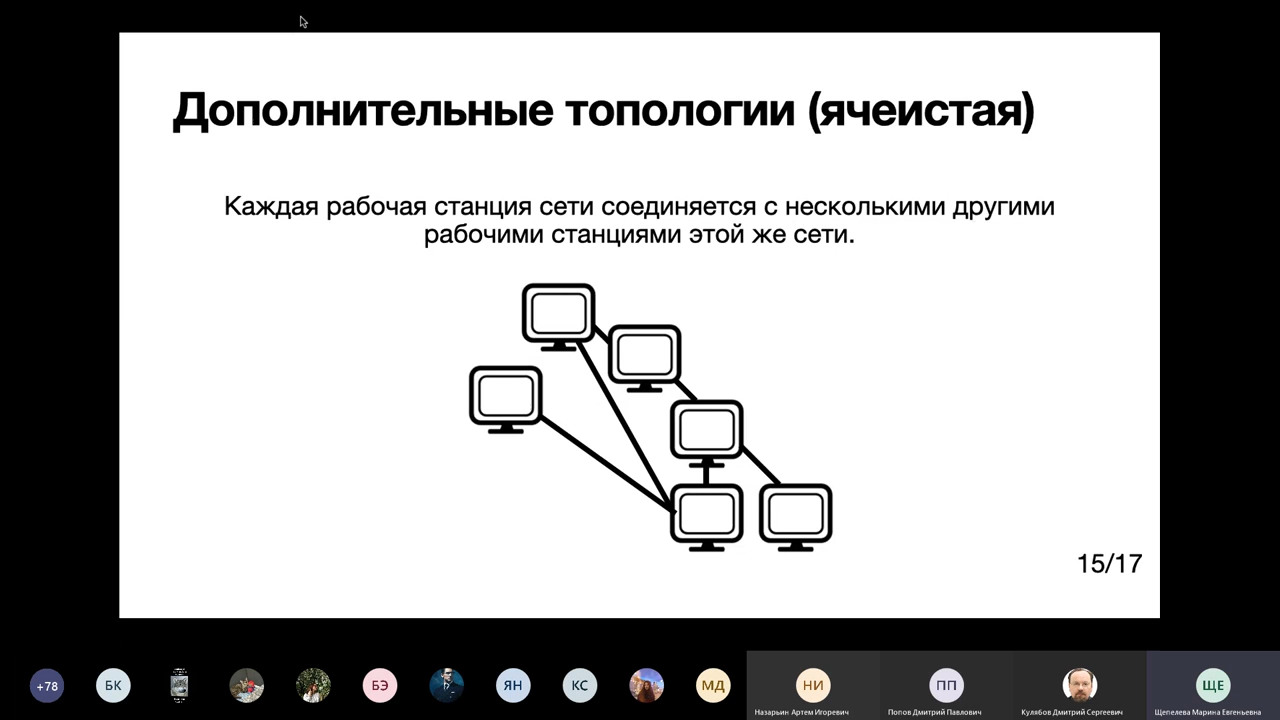 Дополнительные топологии (ячеистая)
Каждая рабочая станция сети соединяется с несколькими другими
рабочими станциями этой же сети.
15/17
+78
БК
БЭ
ЯН
КС
МД
НИ
ПП
ЩЕ
Назарьин Артем Игоревич
Попов Дмитрий Павлович
Кулябов Дмитрий Сергеевич
Щепелева Марина Евгеньевна